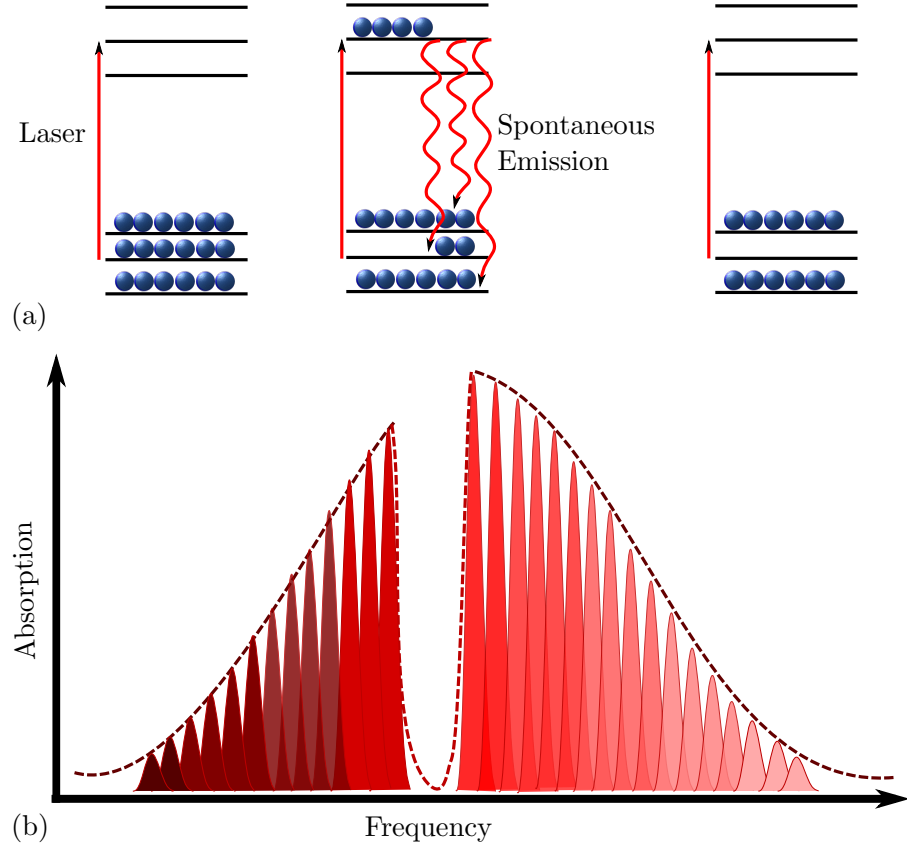 Laser
Spontaneous
Emission
(a)
Absorption
(b)
Frequency